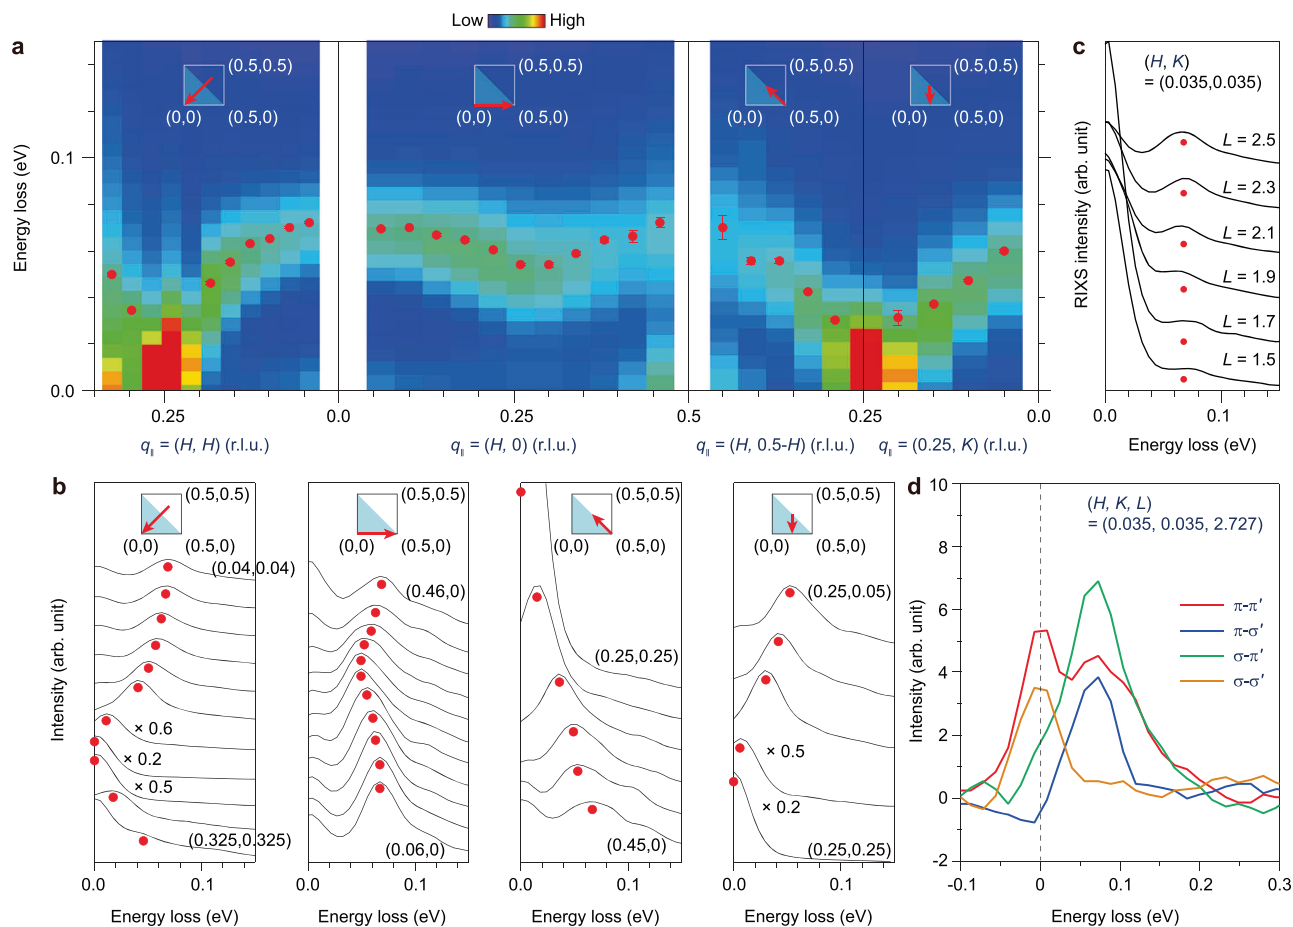 Low High
a
(0.5,0.5)
(0,0) (0.5,0)
(0.5,0.5)
(0,0) (0.5,0)
(0.5,0.5)
(0,0) (0.5,0)
(0.5,0.5)
(0,0) (0.5,0)
Energy loss (eV)
0.1
0.0
0.25 0.0 0.25 0.5 0.25 0.0
q∥ = (H, H) (r.l.u.)
q∥ = (H, 0) (r.l.u.)
q∥ = (H, 0.5-H) (r.l.u.)
q∥ = (0.25, K) (r.l.u.)
c
(H, K)
= (0.035,0.035)
RIXS intensity (arb. unit)
L = 2.5
L = 2.3
L = 2.1
L = 1.9
L = 1.7
L = 1.5
0.0 0.1
Energy loss (eV)
b
Intensity (arb. unit)
(0.5,0.5)
(0,0) (0.5,0)
(0.04,0.04)
× 0.6
× 0.2
× 0.5
(0.325,0.325)
0.0 0.1
Energy loss (eV)
(0.5,0.5)
(0,0) (0.5,0)
(0.46,0)
(0.06,0)
0.0 0.1
Energy loss (eV)
(0.5,0.5)
(0,0) (0.5,0)
(0.25,0.25)
(0.45,0)
0.0 0.1
Energy loss (eV)
(0.5,0.5)
(0,0) (0.5,0)
(0.25,0.05)
× 0.5
× 0.2
(0.25,0.25)
0.0 0.1
Energy loss (eV)
d
(H, K, L)
= (0.035, 0.035, 2.727)
π-π′
π-σ′
σ-π′
σ-σ′
Intensity (arb. unit)
10
8
6
4
2
0
-2
-0.1 0 0.1 0.2 0.3
Energy loss (eV)